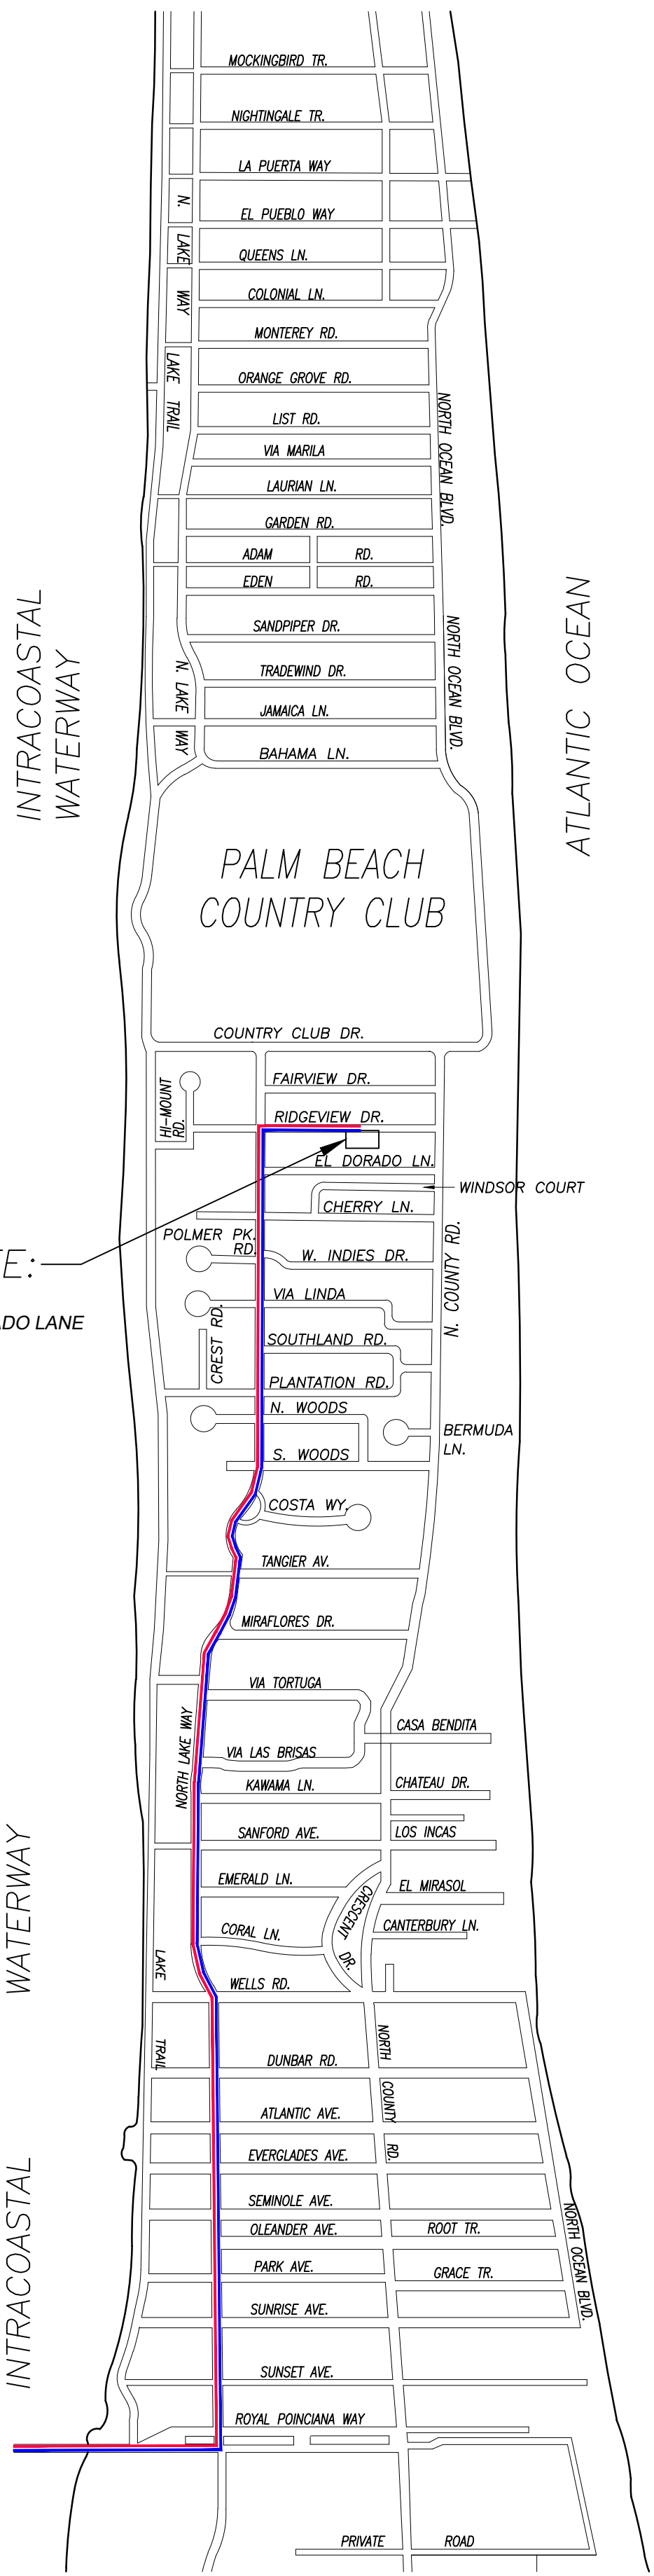 MOCKINGBIRD TR.
NIGHTINGALE TR.
LA PUERTA WAY
N.
EL PUEBLO WAY
LAKE
QUEENS LN.
WAY
COLONIAL LN.
MONTEREY RD.
LAKE TRAIL
ORANGE GROVE RD.
LIST RD.
NORTH OCEAN BLVD.
VIA MARILA
LAURIAN LN.
GARDEN RD.
ADAM RD.
EDEN RD.
SANDPIPER DR.
INTRACOASTAL
WATERWAY
ATLANTIC OCEAN
NORTH OCEAN BLVD.
N. LAKE
TRADEWIND DR.
JAMAICA LN.
WAY
BAHAMA LN.
PALM BEACH
COUNTRY CLUB
COUNTRY CLUB DR.
HI-MOUNT
RD.
FAIRVIEW DR.
RIDGEVIEW DR.
EL DORADO LN.
WINDSOR COURT
CHERRY LN.
POLMER PK.
RD.
W. INDIES DR.
N. COUNTY RD.
E:
ADO LANE
VIA LINDA
CREST RD.
SOUTHLAND RD.
PLANTATION RD.
N. WOODS
BERMUDA
LN.
S. WOODS
COSTA WY.
TANGIER AV.
MIRAFLORES DR.
VIA TORTUGA
NORTH LAKE WAY
CASA BENDITA
VIA LAS BRISAS
KAWAMA LN.
CHATEAU DR.
SANFORD AVE.
LOS INCAS
EMERALD LN.
EL MIRASOL
CRESCENT
DR.
CORAL LN.
CANTERBURY LN.
WATERWAY
LAKE
WELLS RD.
TRAIL
NORTH
DUNBAR RD.
COUNTY
ATLANTIC AVE.
RD.
EVERGLADES AVE.
INTRACOASTAL
SEMINOLE AVE.
OLEANDER AVE.
ROOT TR.
NORTH OCEAN BLVD.
PARK AVE.
GRACE TR.
SUNRISE AVE.
SUNSET AVE.
ROYAL POINCIANA WAY
PRIVATE ROAD